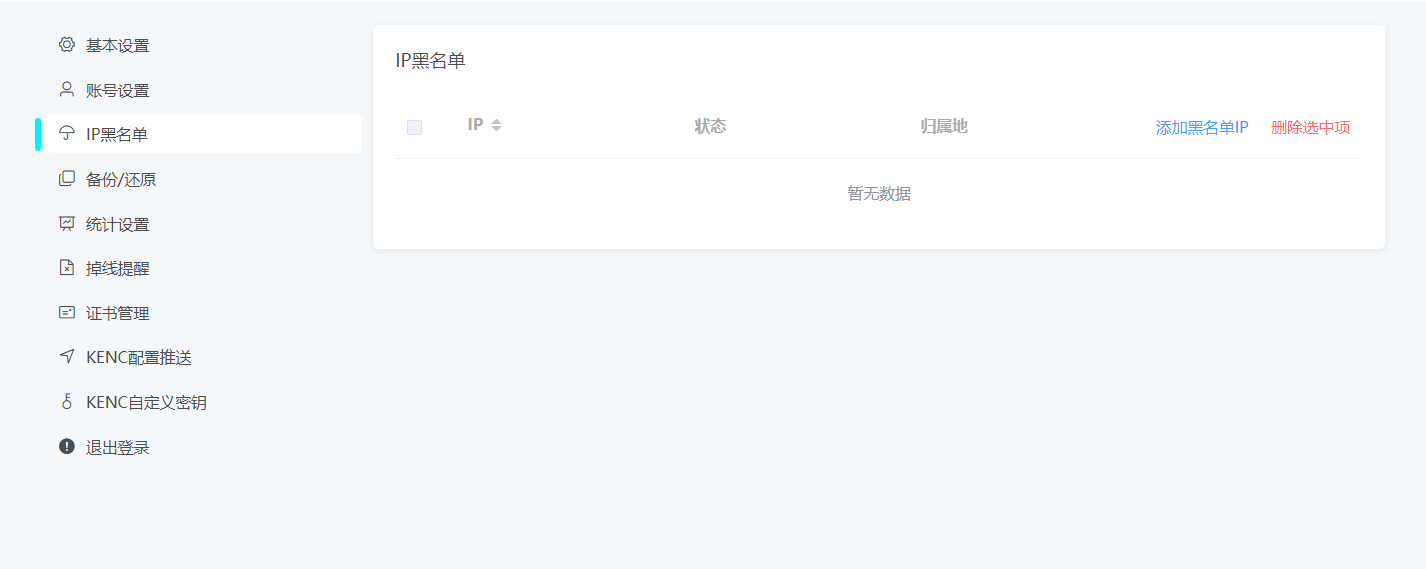 基本设置
账号设置
IP黑名单
备份/还原
统计设置
掉线提醒
证书管理
KENC配置推送
KENC自定义密钥
退出登录
IP黑名单
IP 状态 归属地 添加黑名单IP 删除选中项
暂无数据